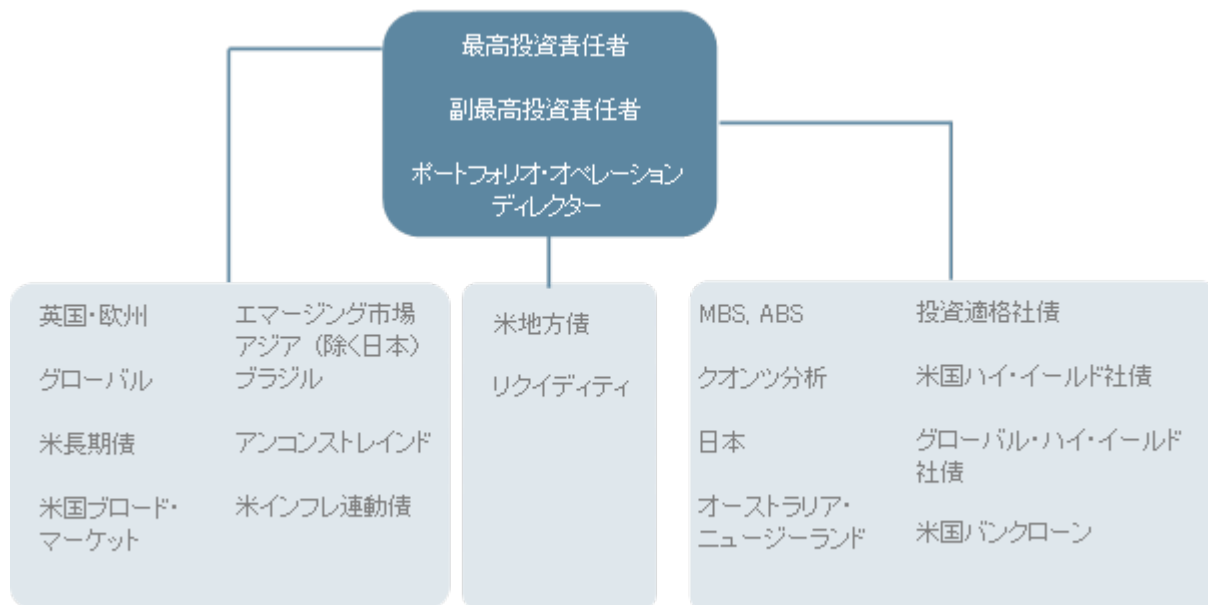 最高投資責任者
副最高投資責任者
ポートフォリオ・オペレーション
ディレクター
英国・欧州
グローバル
米長期債
米国ブロード・
マーケット
エマージング市場
アジア（除く日本）
ブラジル
アンコンストレインド
米インフレ連動債
米地方債
リクイディティ
MBS, ABS
クオンツ分析
日本
オーストラリア・
ニュージーランド
投資適格社債
米国ハイ・イールド社債
グローバル・ハイ・イールド
社債
米国バンクローン